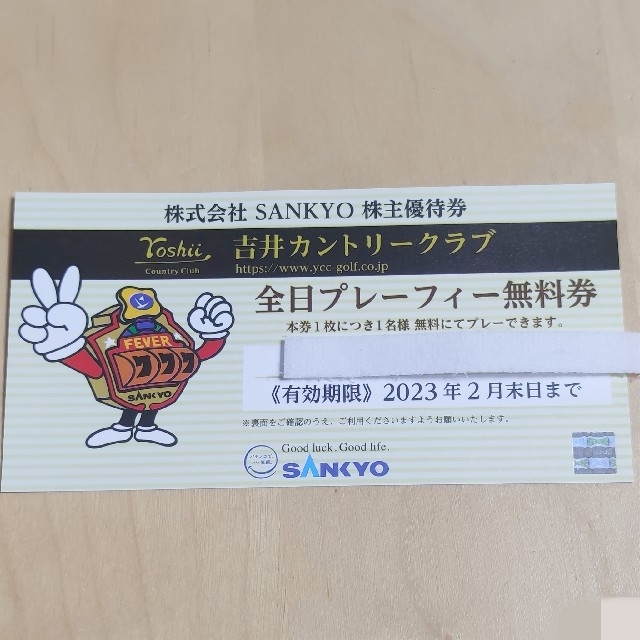 株式会社 SANKYO 株主優待券
Yoshii
Country Club
吉井カントリークラブ
https://www.ycc-golf.co.jp
全日プレーフィー無料券
本券1枚につき1名様 無料にてプレーできます。
FEVER
777
SANKYO
《有効期限》2023年2月末日まで
※裏面をご確認のうえ、ご利用くださいますようお願いいたします。
Good luck. Good life.
SANKYO